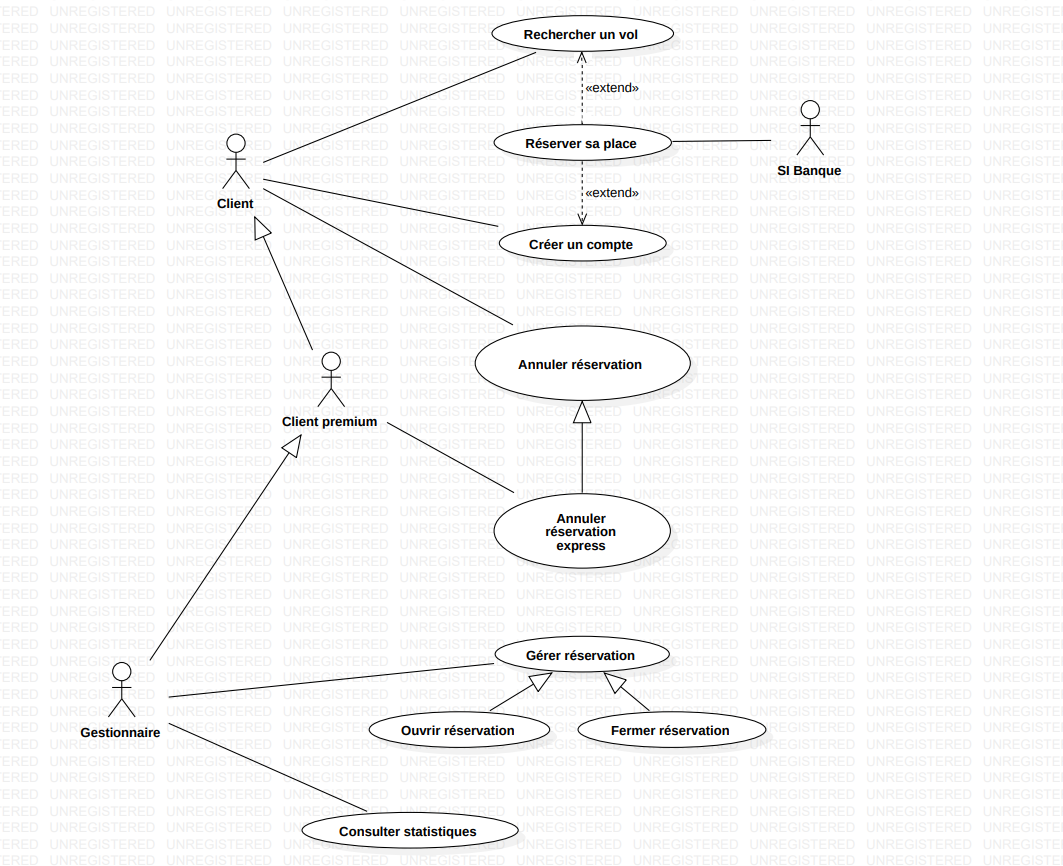 Rechercher un vol
«extend»
Réserver sa place
SI Banque
Client
«extend»
Créer un compte
Annuler réservation
Client premium
Annuler
réservation
express
Gérer réservation
Ouvrir réservation
Fermer réservation
Gestionnaire
Consulter statistiques
UNREGISTERED